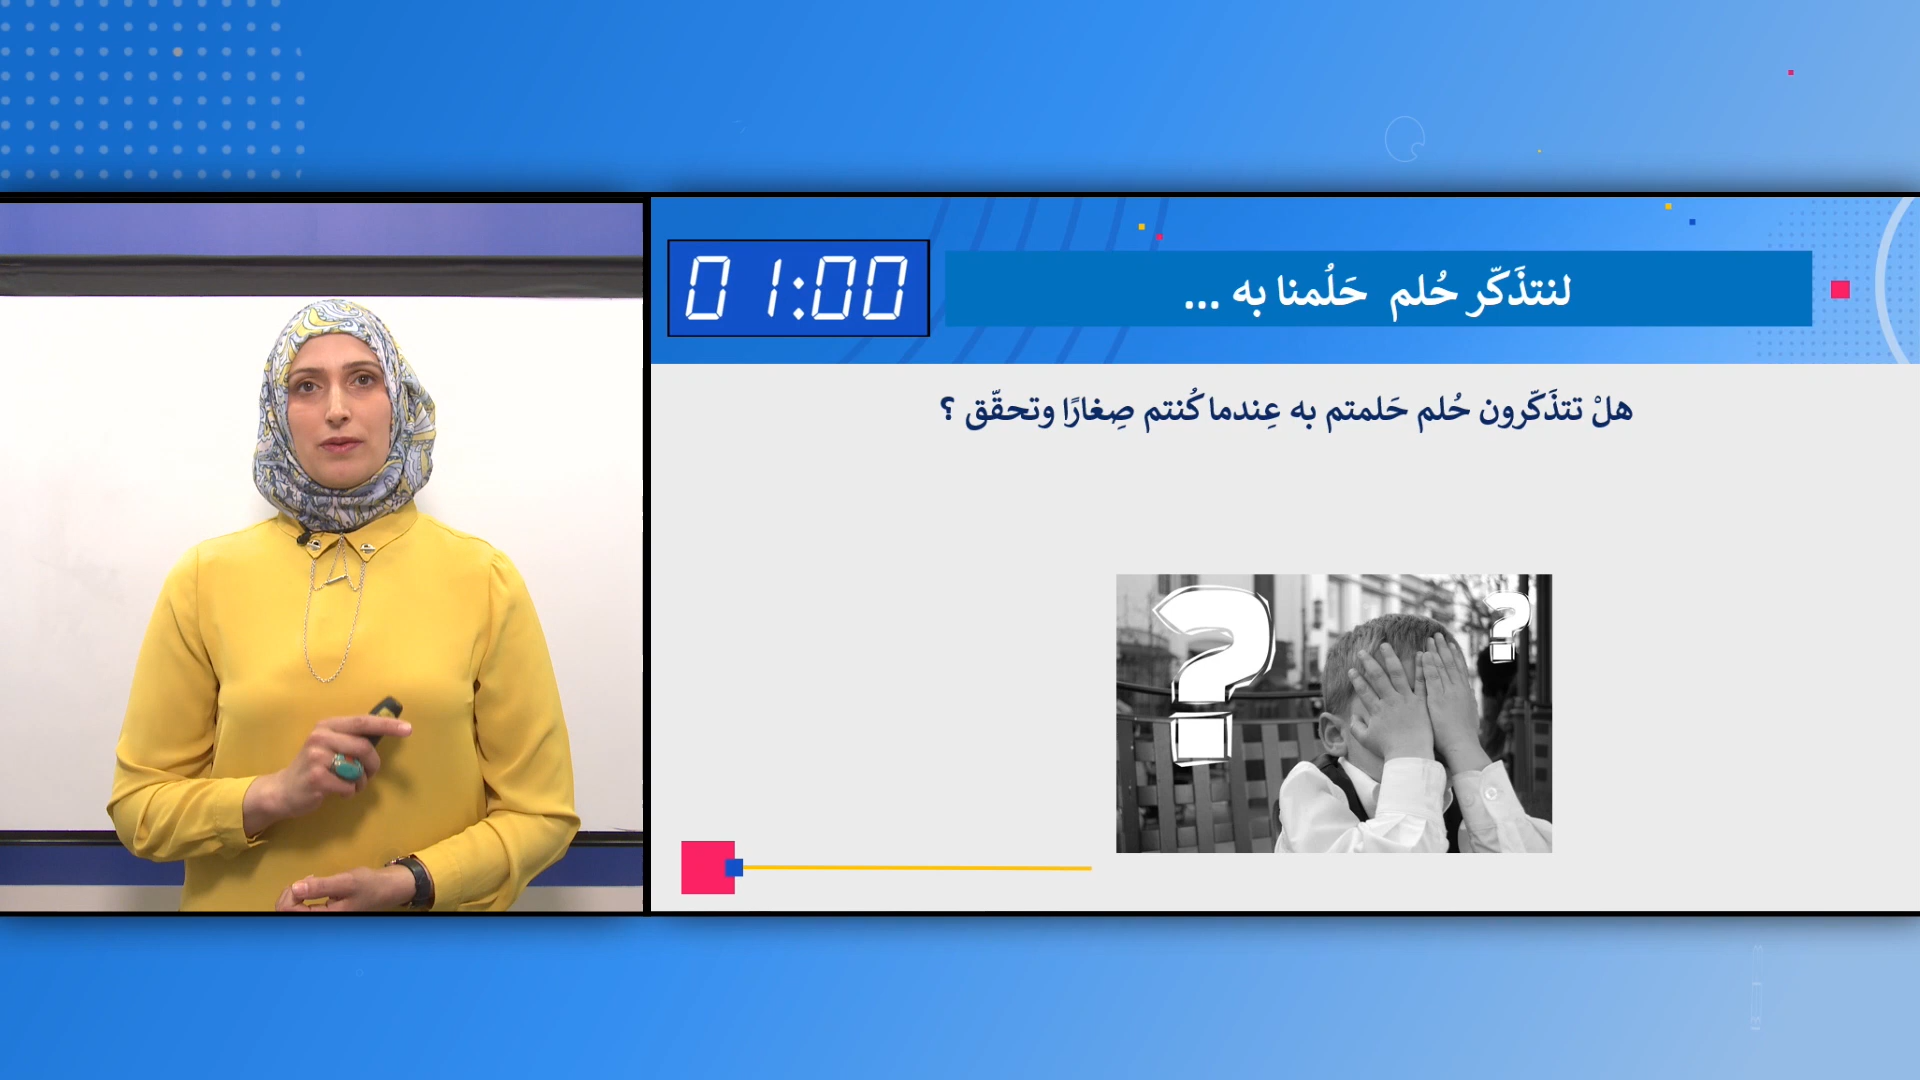 01:00
لنتذَكّر حُلم حَلُمنا به ...
هلْ تتذَكّرون حُلم حَلمتم به عِندما كُنتم صِغارًا وتحقّق ؟
? ?